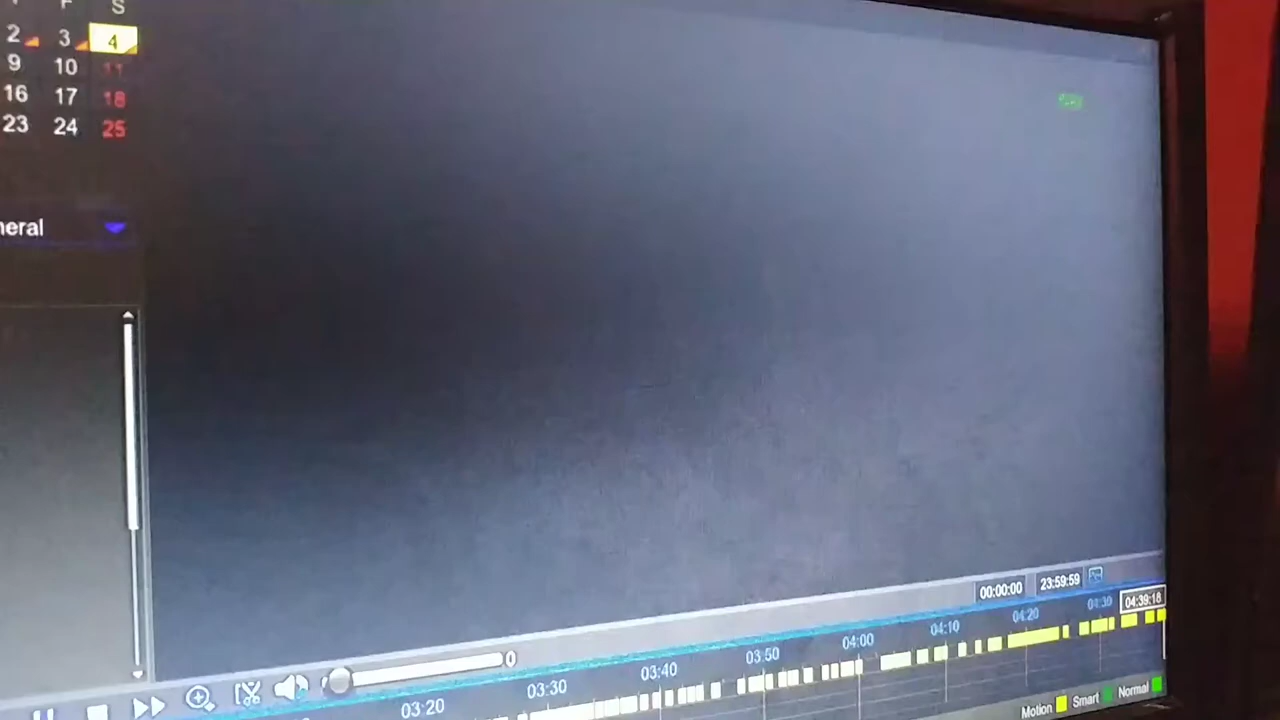 F S
2 3 4
9 10 11
16 17 18
23 24 25
neral
00:00:00 23:59:59
03:20 03:30 03:40 03:50 04:00 04:10 04:20 04:30 04:39:18
0
Motion Smart Normal